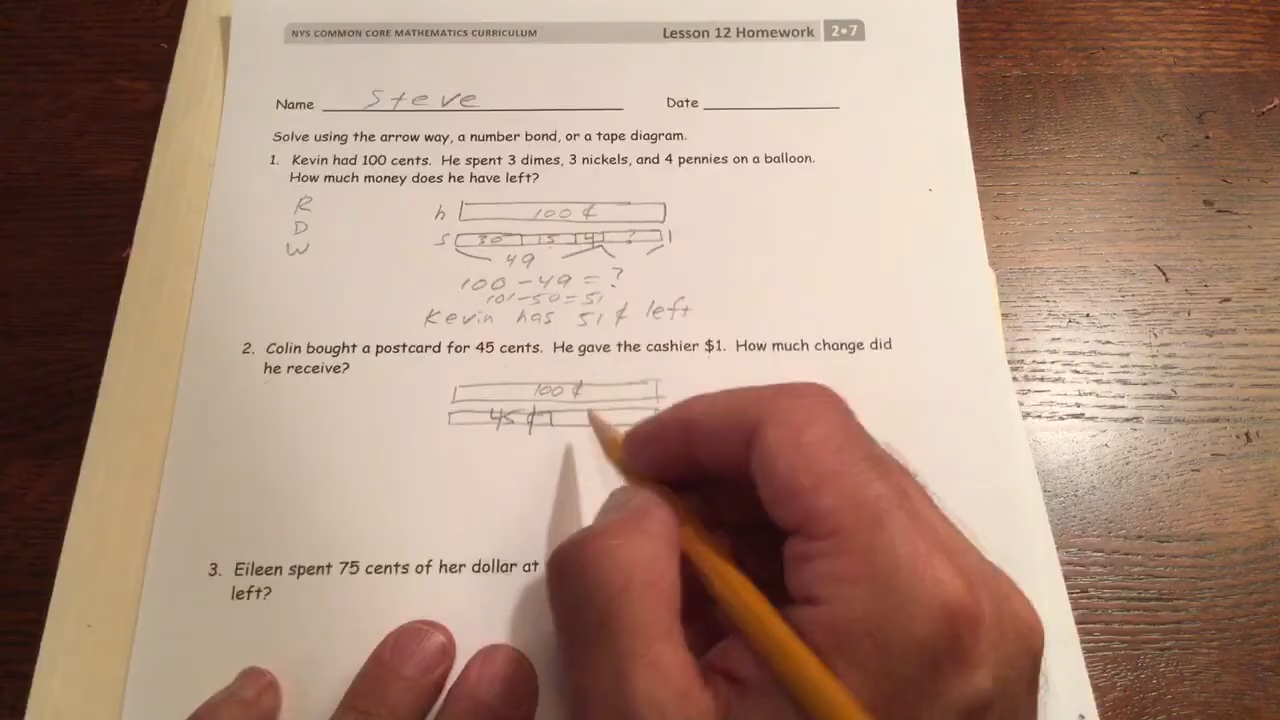 NYS COMMON CORE MATHEMATICS CURRICULUM Lesson 12 Homework 2•7
Name Steve Date
Solve using the arrow way, a number bond, or a tape diagram.
1. Kevin had 100 cents. He spent 3 dimes, 3 nickels, and 4 pennies on a balloon.
How much money does he have left?
R
D
W
h 100 ¢
S 30 15 4 ?
49
100 - 49 = ?
101-50=51
Kevin has 51 ¢ left
2. Colin bought a postcard for 45 cents. He gave the cashier $1. How much change did
he receive?
100 ¢
45 ¢
3. Eileen spent 75 cents of her dollar at
left?